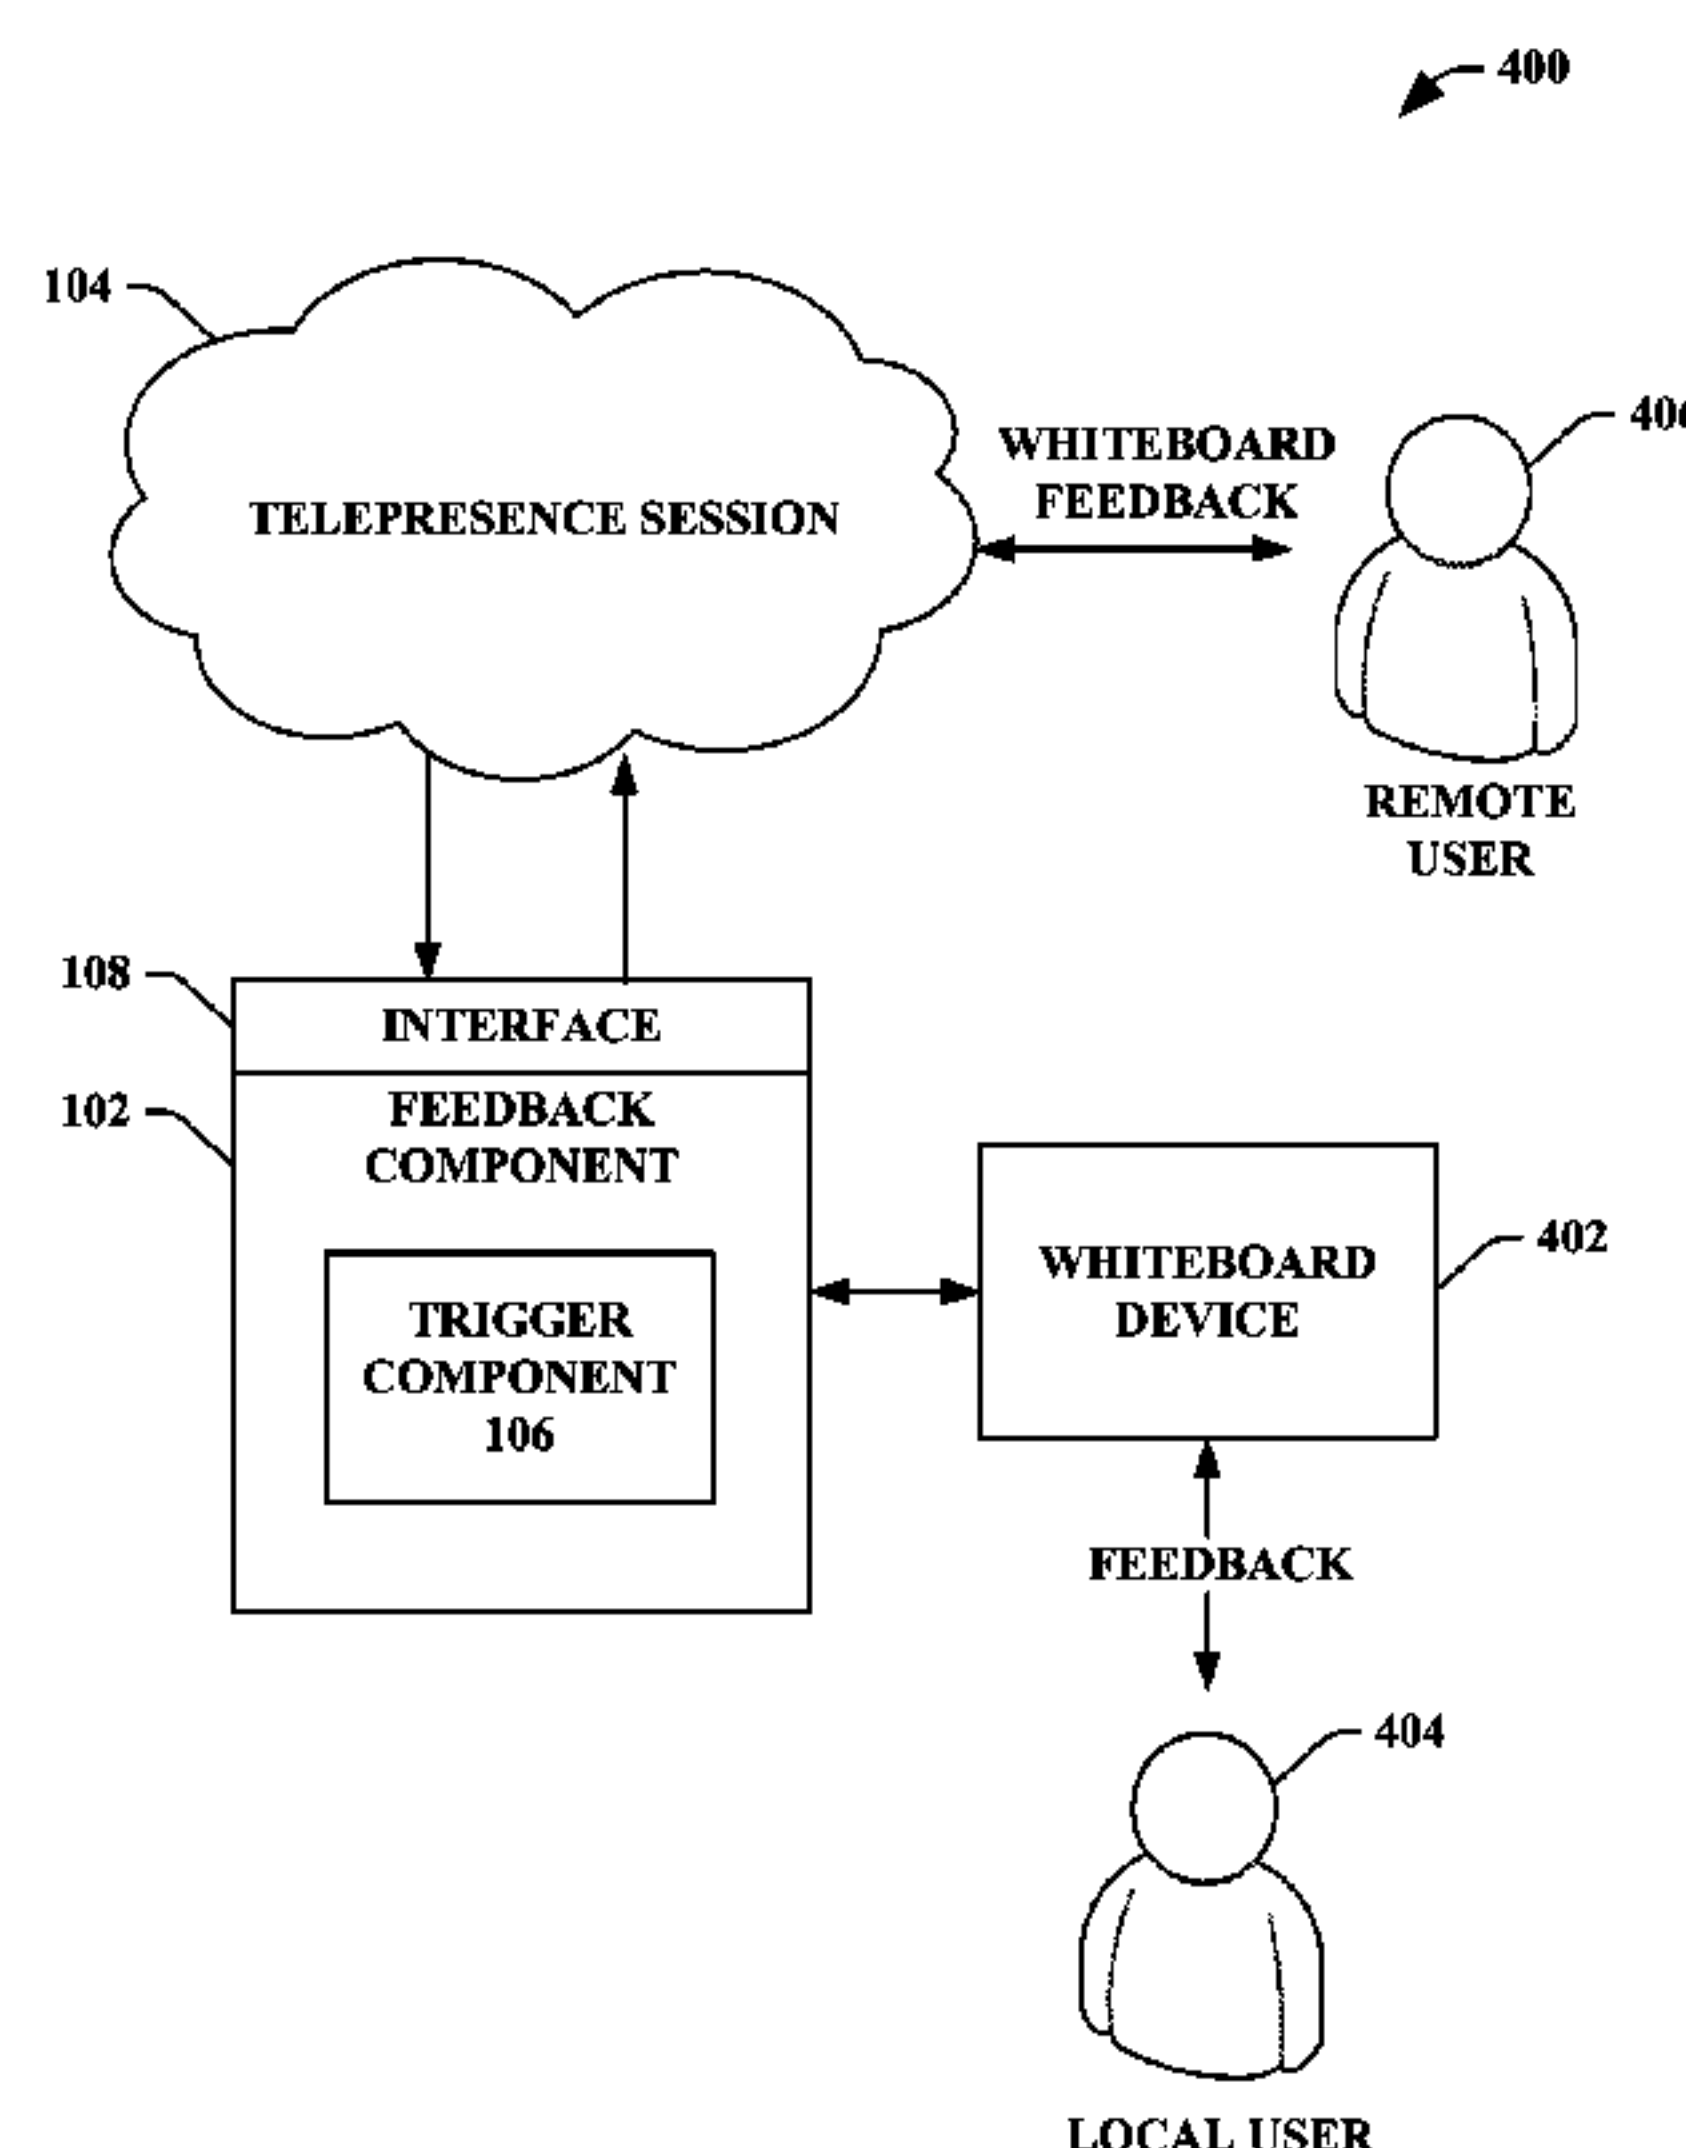 400
104
WHITEBOARD
FEEDBACK
TELEPRESENCE SESSION
REMOTE
USER
108
INTERFACE
102
FEEDBACK
COMPONENT
TRIGGER
COMPONENT
106
WHITEBOARD
DEVICE
402
FEEDBACK
404
LOCAL USER